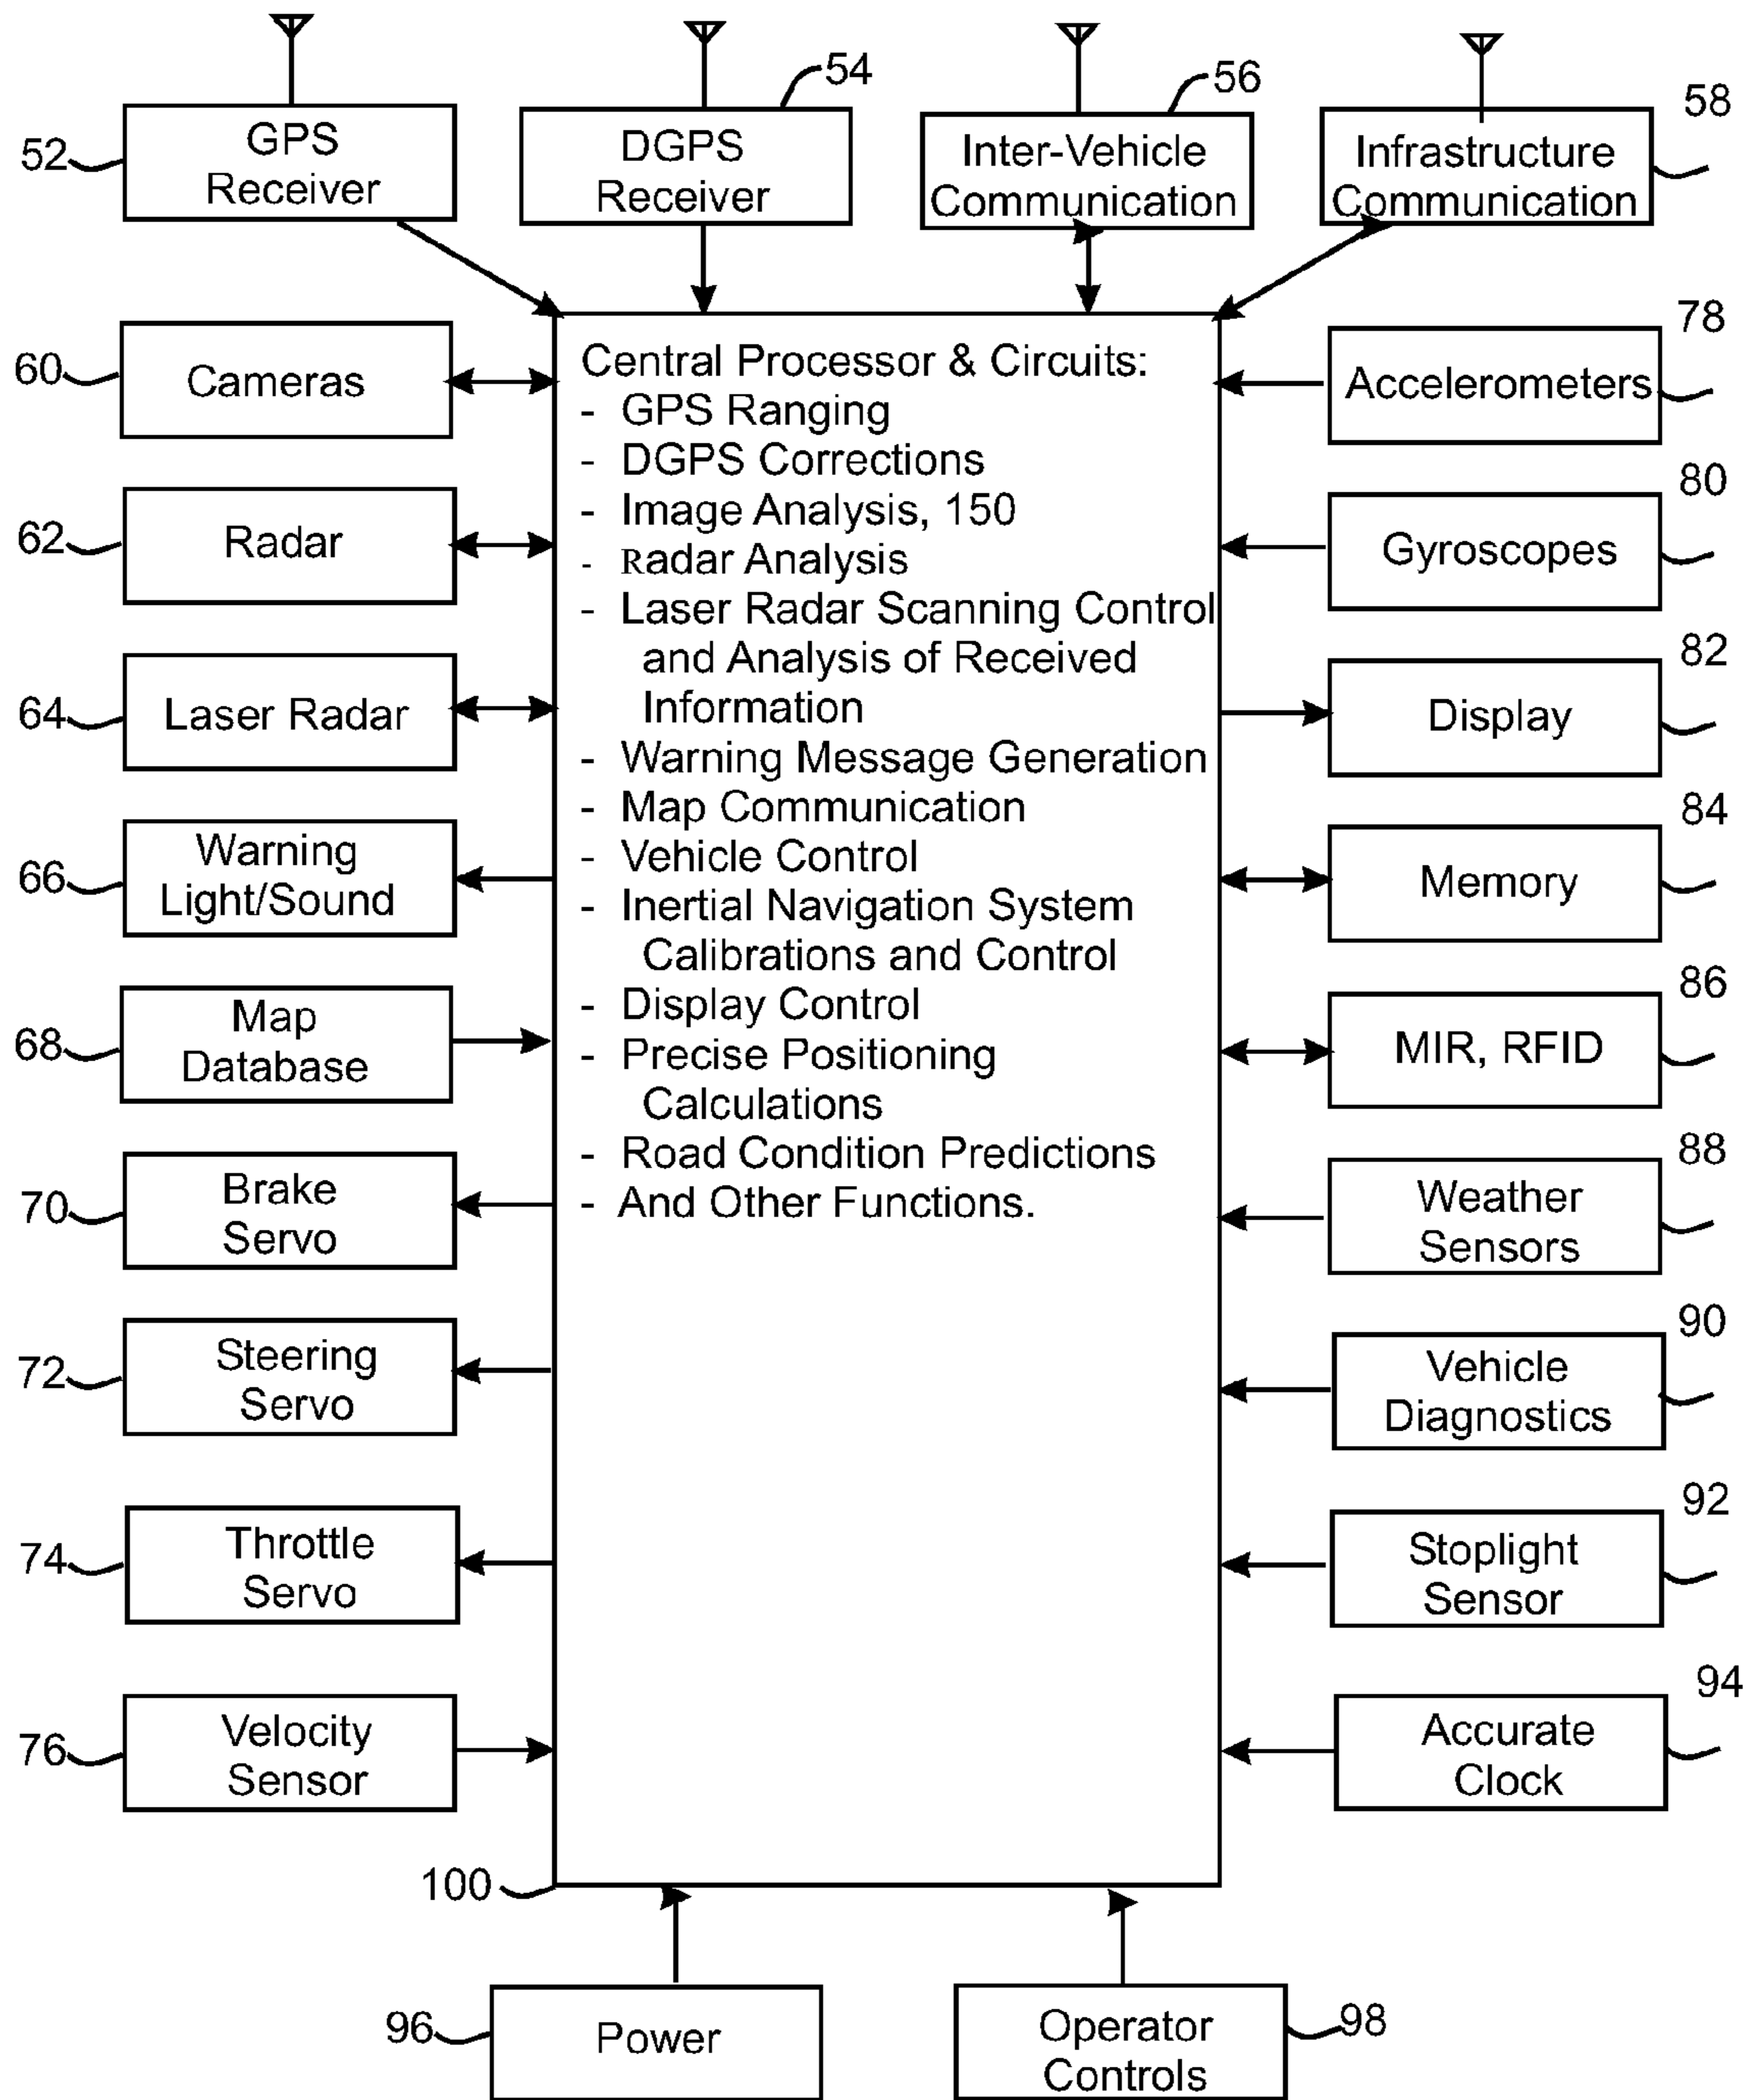 54
56
58
52
GPS
Receiver
DGPS
Receiver
Inter-Vehicle
Communication
Infrastructure
Communication
60
Cameras
62
Radar
64
Laser Radar
66
Warning
Light/Sound
68
Map
Database
70
Brake
Servo
72
Steering
Servo
74
Throttle
Servo
76
Velocity
Sensor
Central Processor & Circuits:
- GPS Ranging
- DGPS Corrections
- Image Analysis, 150
- Radar Analysis
- Laser Radar Scanning Control
and Analysis of Received
Information
- Warning Message Generation
- Map Communication
- Vehicle Control
- Inertial Navigation System
Calibrations and Control
- Display Control
- Precise Positioning
Calculations
- Road Condition Predictions
- And Other Functions.
78
Accelerometers
80
Gyroscopes
82
Display
84
Memory
86
MIR, RFID
88
Weather
Sensors
90
Vehicle
Diagnostics
92
Stoplight
Sensor
94
Accurate
Clock
100
96
Power
Operator
Controls
98